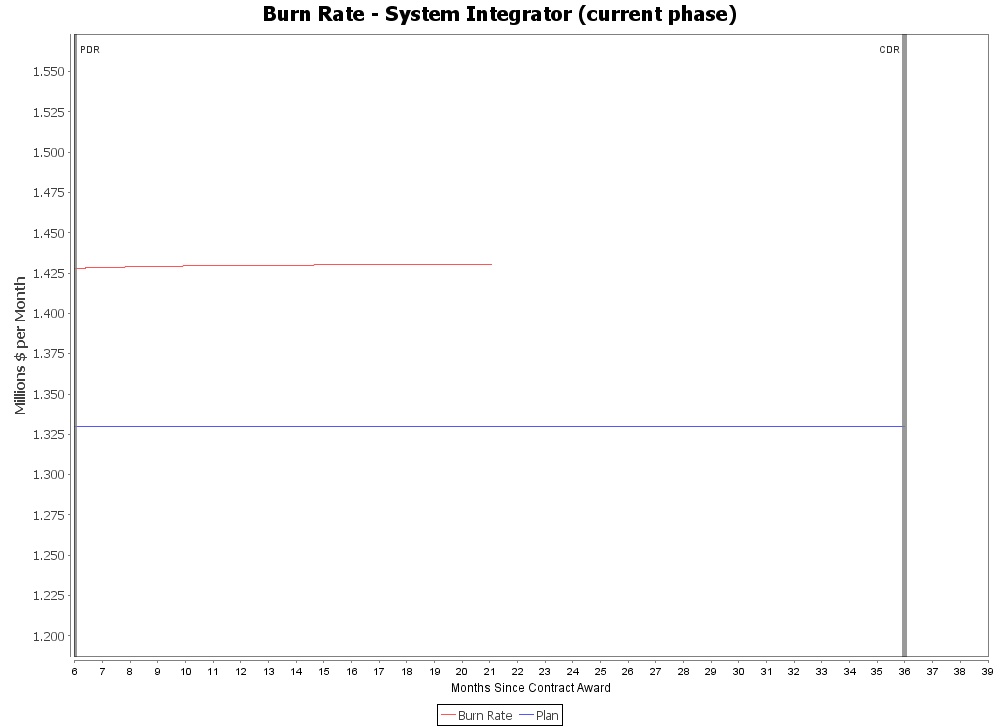 Burn Rate - System Integrator (current phase)
PDR
CDR
1.550
1.525
1.500
1.475
1.450
1.425
1.400
1.375
1.350
1.325
1.300
1.275
1.250
1.225
1.200
Millions $ per Month
6 7 8 9 10 11 12 13 14 15 16 17 18 19 20 21 22 23 24 25 26 27 28 29 30 31 32 33 34 35 36 37 38 39
Months Since Contract Award
Burn Rate Plan